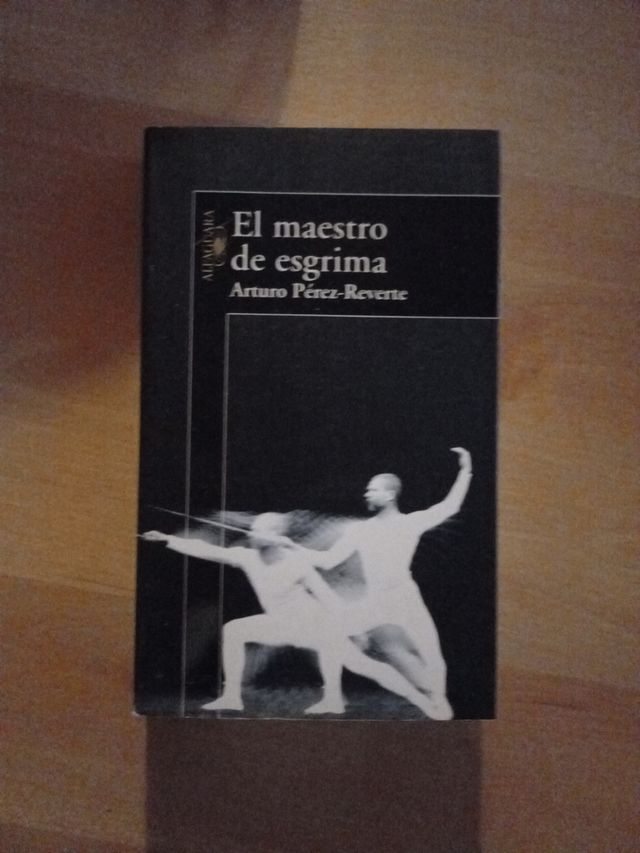 ALFAGUARA
El maestro
de esgrima
Arturo Pérez-Reverte